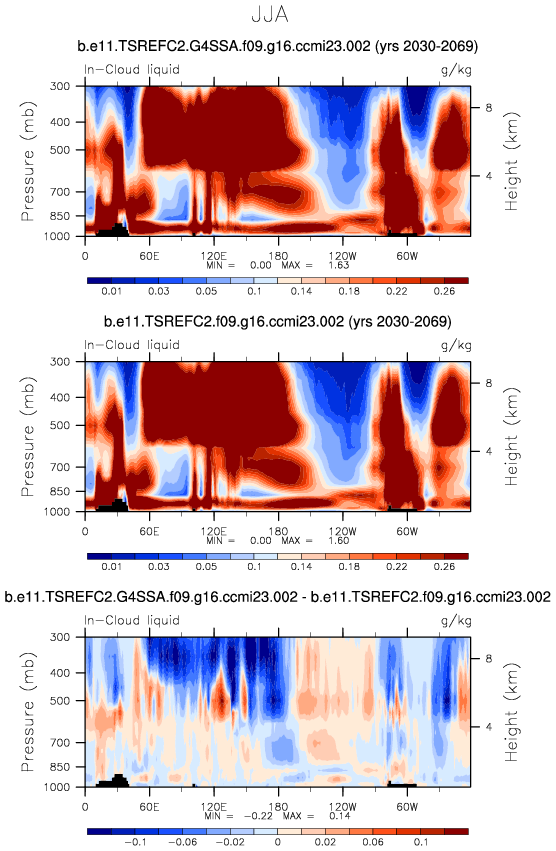 JJA
b.e11.TSREFC2.G4SSA.f09.g16.ccmi23.002 (yrs 2030-2069)
In-Cloud liquid g/kg
300
400
500
700
850
1000
Pressure (mb)
8
4
Height (km)
0 60E 120E 180 120W 60W
MIN = 0.00 MAX = 1.63
0.01 0.03 0.05 0.1 0.14 0.18 0.22 0.26
b.e11.TSREFC2.f09.g16.ccmi23.002 (yrs 2030-2069)
In-Cloud liquid g/kg
300
400
500
700
850
1000
Pressure (mb)
8
4
Height (km)
0 60E 120E 180 120W 60W
MIN = 0.00 MAX = 1.60
0.01 0.03 0.05 0.1 0.14 0.18 0.22 0.26
b.e11.TSREFC2.G4SSA.f09.g16.ccmi23.002 - b.e11.TSREFC2.f09.g16.ccmi23.002
In-Cloud liquid g/kg
300
400
500
700
850
1000
Pressure (mb)
8
4
Height (km)
0 60E 120E 180 120W 60W
MIN = -0.22 MAX = 0.14
-0.1 -0.06 -0.02 0 0.02 0.06 0.1